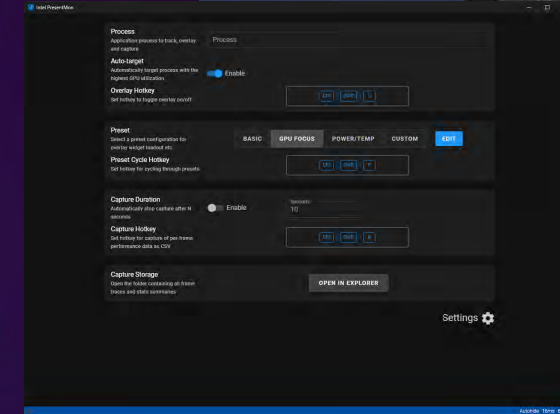 Intel PresentMon
Process
Application process to track, overlay
and capture
Process
Auto-target
Automatically target process with the
highest GPU utilization
Enable
Overlay Hotkey
Set hotkey to toggle overlay on/off
Preset
Select a preset configuration for
overlay widget loadout etc.
BASIC GPU FOCUS POWER/TEMP CUSTOM EDIT
Preset Cycle Hotkey
Set hotkey for cycling through presets
Capture Duration
Automatically stop capture after N
seconds
Enable
Seconds
10
Capture Hotkey
Set hotkey for capture of per-frame
performance data as CSV
Capture Storage
Open the folder containing all frame
traces and stats summaries
OPEN IN EXPLORER
Settings
Autohide 16ms